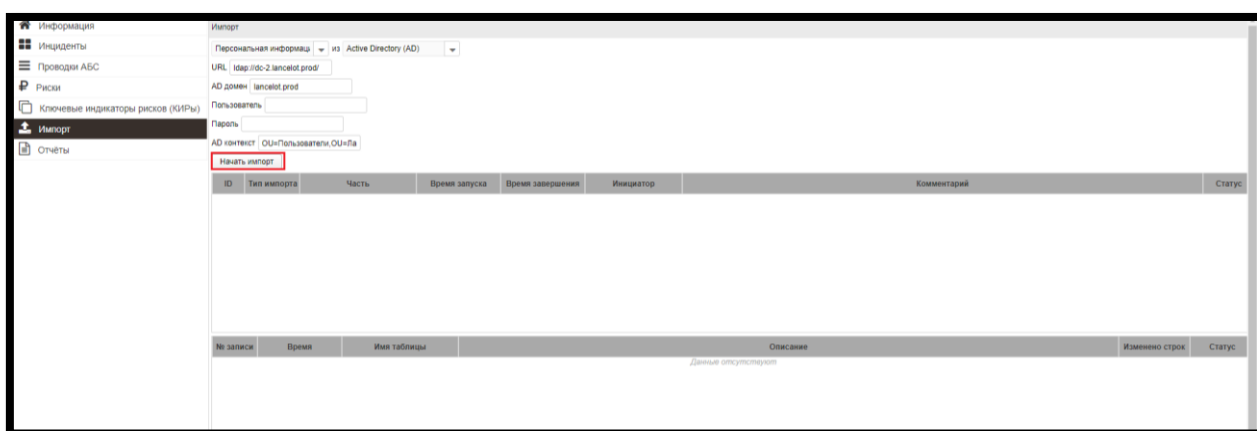 Информация
Инциденты
Проводки АБС
Риски
Ключевые индикаторы рисков (КИРы)
Импорт
Отчёты
Импорт
Персональная информац из Active Directory (AD)
URL ldap://dc-2.lancelot.prod/
AD домен lancelot.prod
Пользователь
Пароль
AD контекст OU=Пользователи,OU=Ла
Начать импорт
ID Тип импорта Часть Время запуска Время завершения Инициатор Комментарий Статус
№ записи Время Имя таблицы Описание Изменено строк Статус
Данные отсутствуют